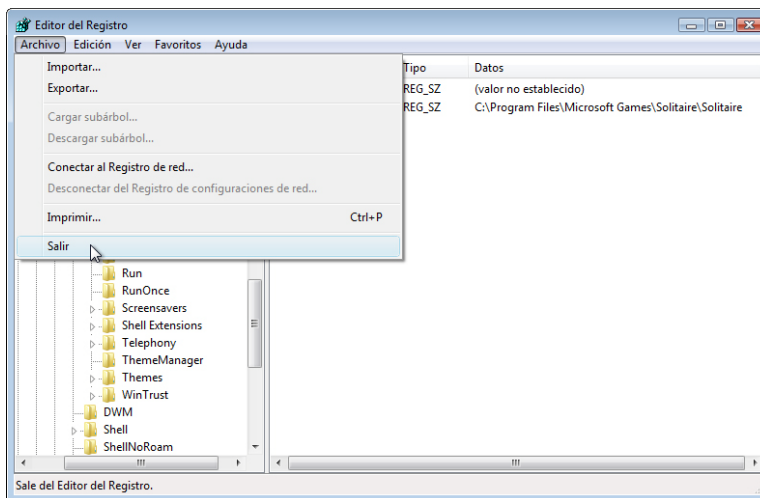 Editor del Registro
Archivo Edición Ver Favoritos Ayuda
Importar...
Exportar...
Cargar subárbol...
Descargar subárbol...
Conectar al Registro de red...
Desconectar del Registro de configuraciones de red...
Imprimir... Ctrl+P
Salir
Tipo Datos
REG_SZ (valor no establecido)
REG_SZ C:\Program Files\Microsoft Games\Solitaire\Solitaire
Run
RunOnce
Screensavers
Shell Extensions
Telephony
ThemeManager
Themes
WinTrust
DWM
Shell
ShellNoRoam
Sale del Editor del Registro.